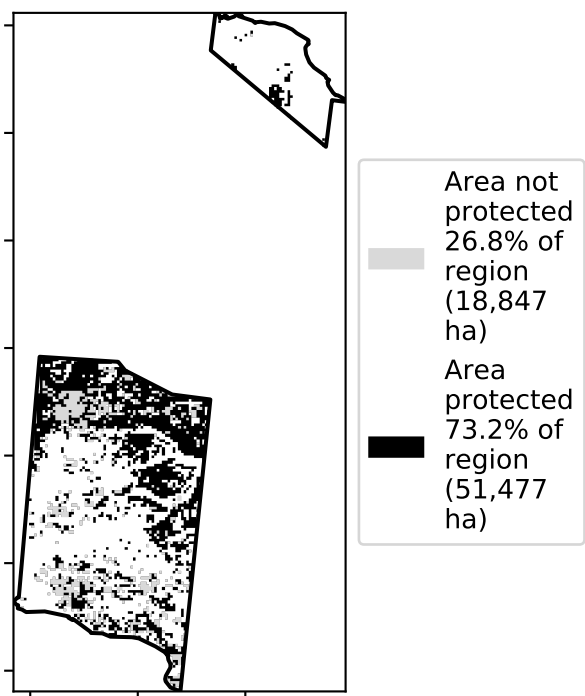 Area not
protected
26.8% of
region
(18,847
ha)
Area
protected
73.2% of
region
(51,477
ha)